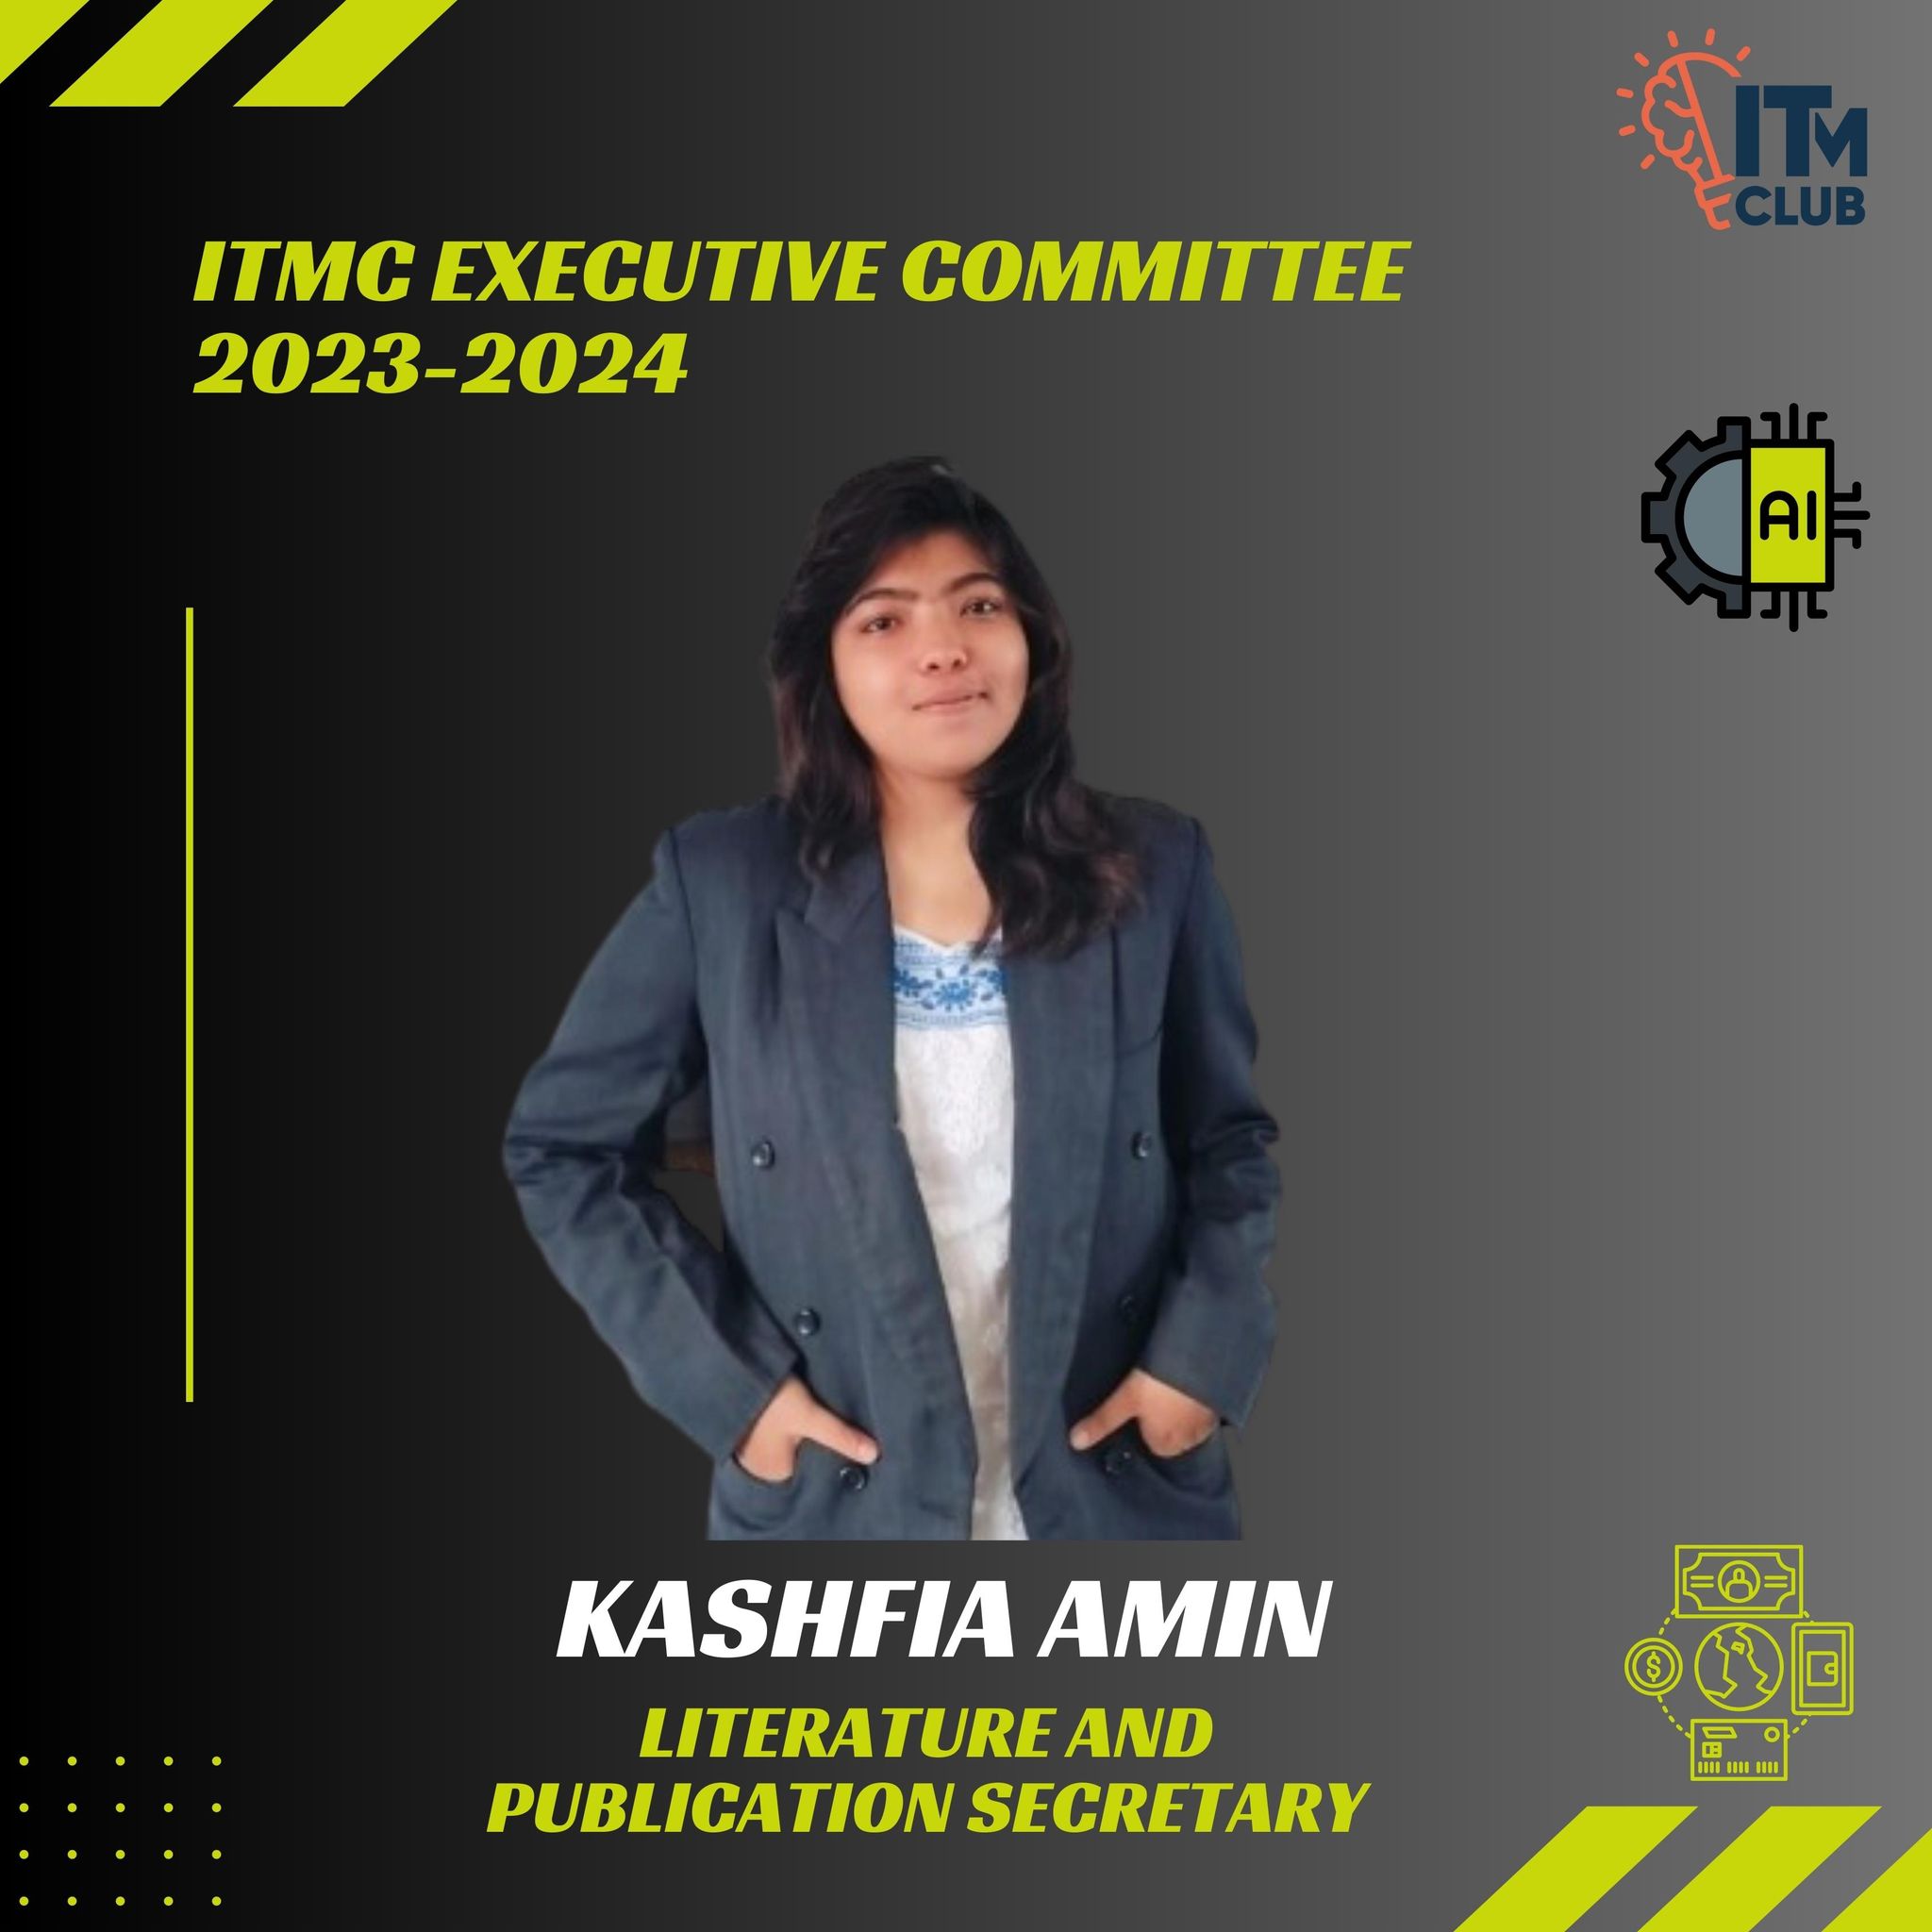 ITM
CLUB
ITMC EXECUTIVE COMMITTEE
2023-2024
AI
KASHFIA AMIN
LITERATURE AND
PUBLICATION SECRETARY